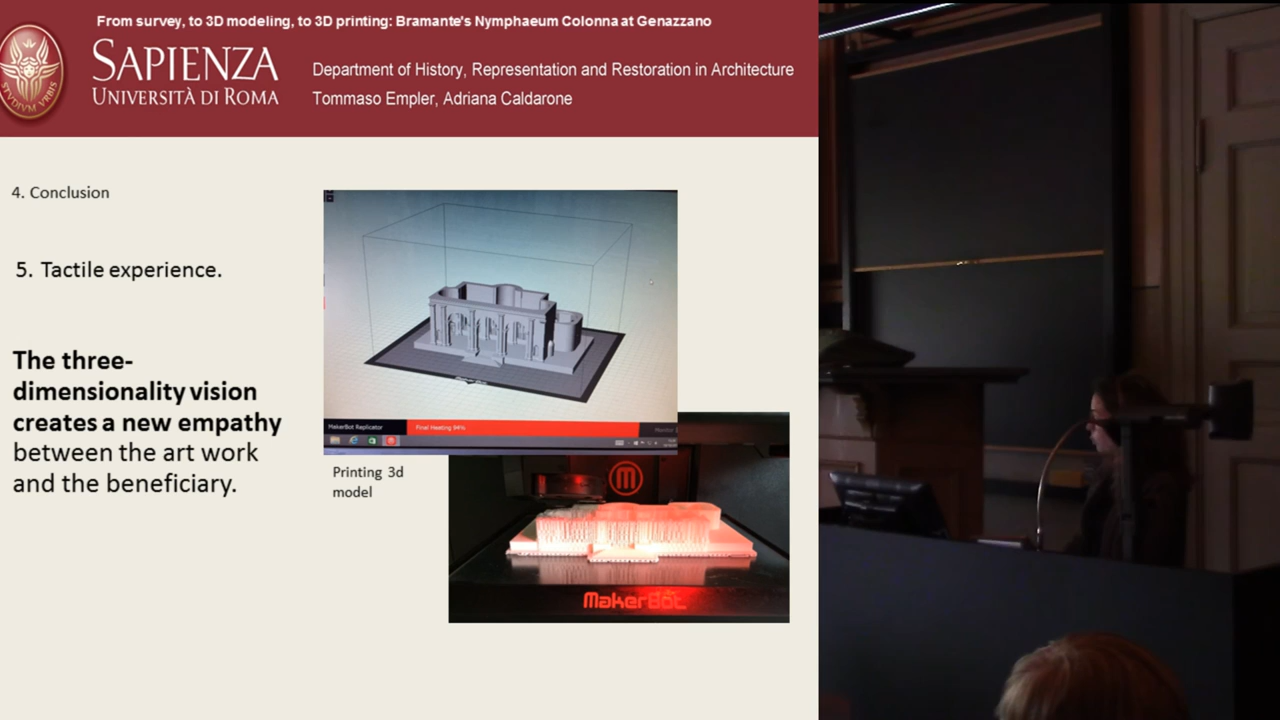 From survey, to 3D modeling, to 3D printing: Bramante's Nymphaeum Colonna at Genazzano
SAPIENZA
UNIVERSITÀ DI ROMA
STVDIVM VRBIS
Department of History, Representation and Restoration in Architecture
Tommaso Empler, Adriana Caldarone
4. Conclusion
5. Tactile experience.
The three-
dimensionality vision
creates a new empathy
between the art work
and the beneficiary.
MakerBot Replicator
Final Heating 94%
Printing 3d
model
M
MakerBot